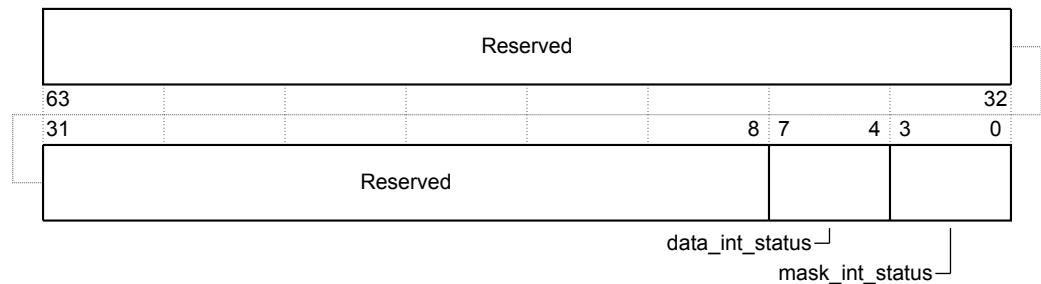 Reserved
63 32
31 8 7 4 3 0
Reserved
data_int_status
mask_int_status